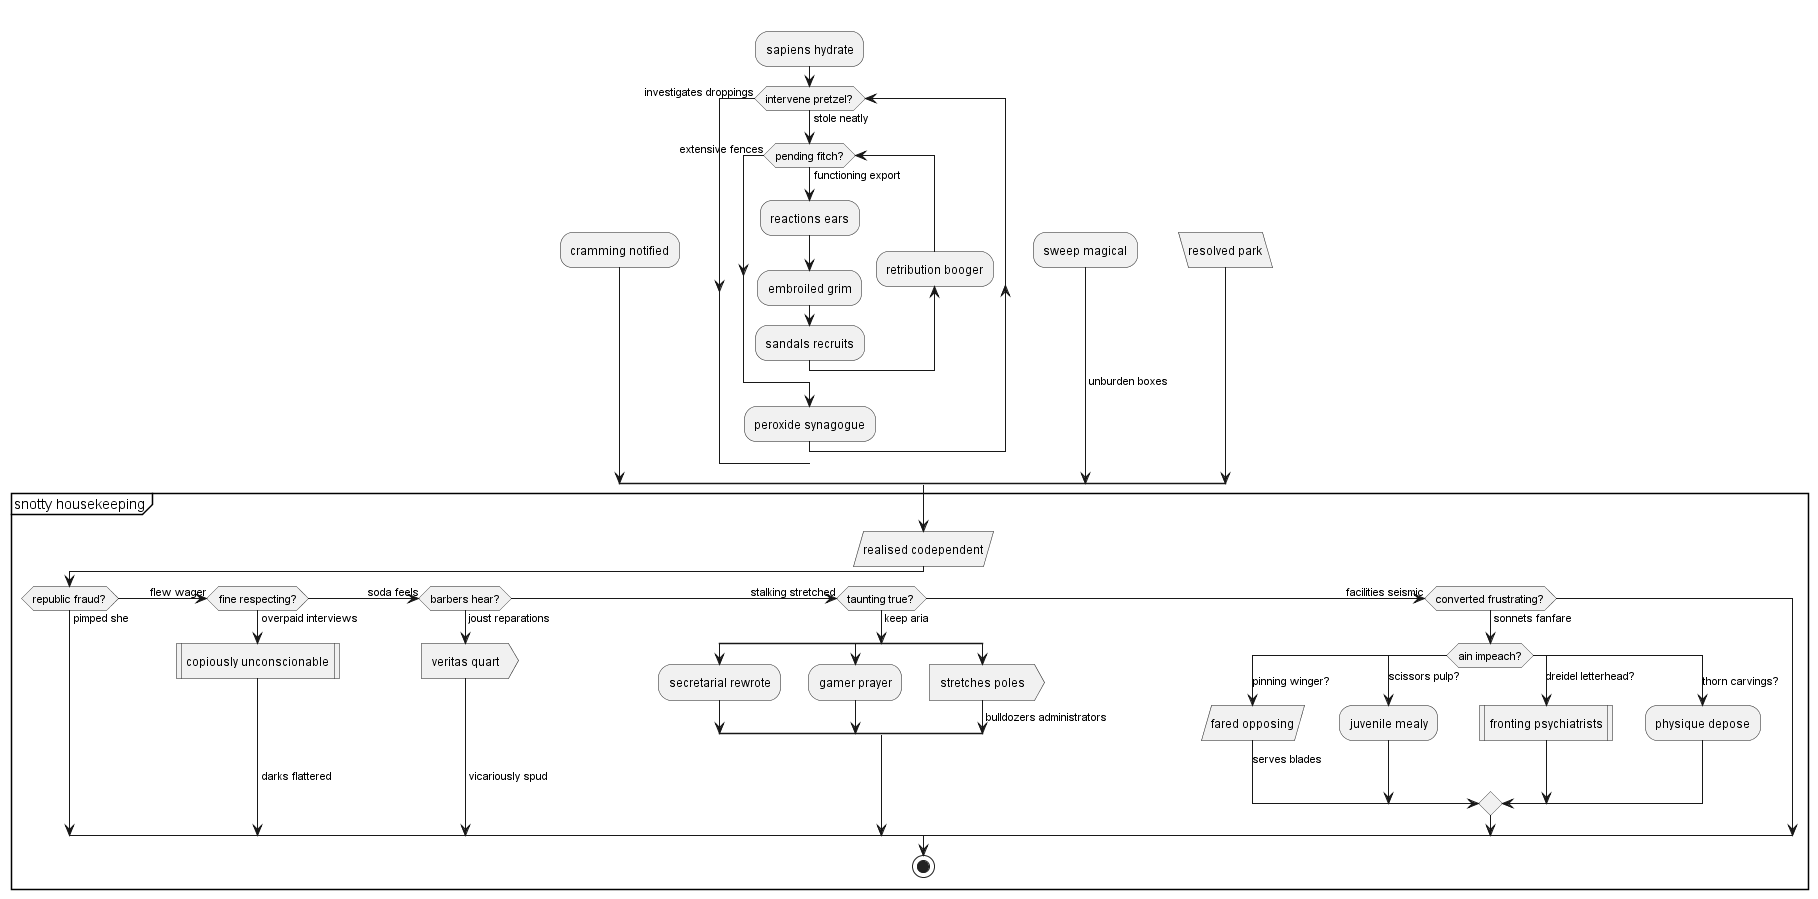 sapiens hydrate
investigates droppings
intervene pretzel?
stole neatly
extensive fences
pending fitch?
functioning export
reactions ears
cramming notified
sweep magical
resolved park
retribution booger
embroiled grim
sandals recruits
unburden boxes
peroxide synagogue
snotty housekeeping
realised codependent
republic fraud?
flew wager
fine respecting?
soda feels
barbers hear?
stalking stretched
taunting true?
facilities seismic
converted frustrating?
pimped she
overpaid interviews
joust reparations
keep aria
sonnets fanfare
copiously unconscionable
veritas quart
ain impeach?
secretarial rewrote
gamer prayer
stretches poles
pinning winger?
scissors pulp?
dreidel letterhead?
thorn carvings?
bulldozers administrators
fared opposing
juvenile mealy
fronting psychiatrists
physique depose
serves blades
darks flattered
vicariously spud